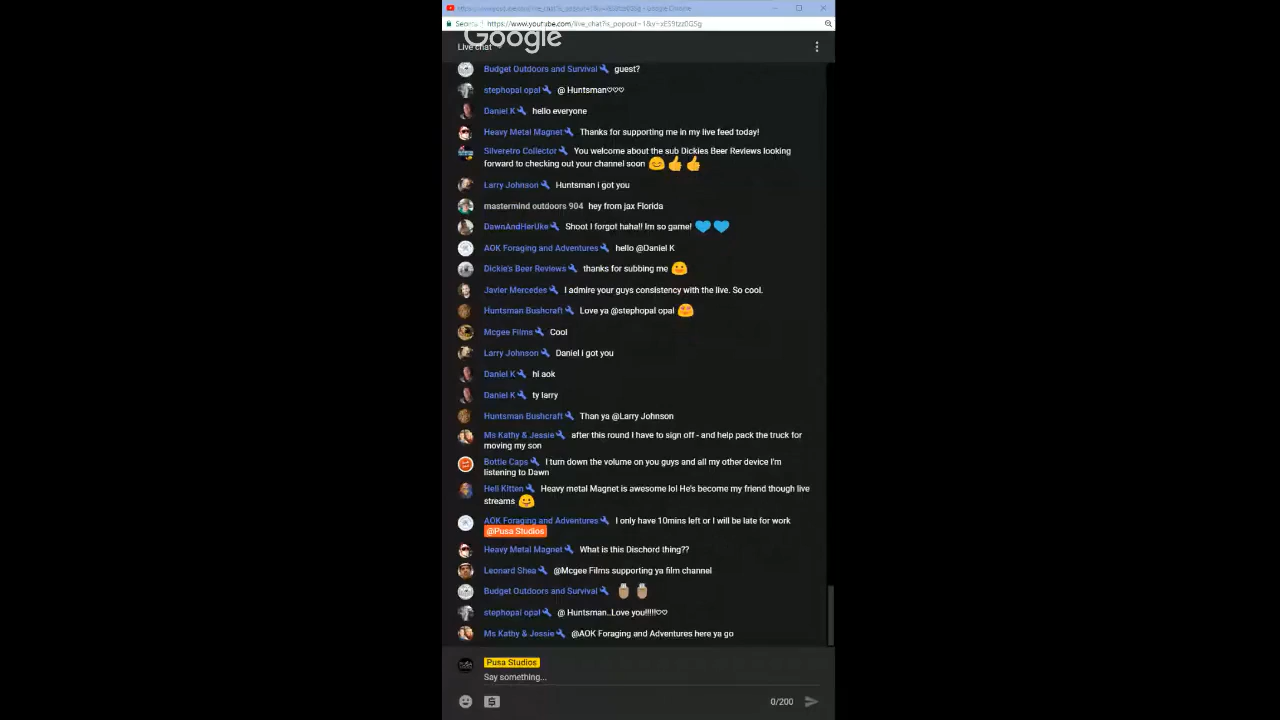 - Google Chrome
https://www.youtube.com/live_chat?is_popout=1&v=
Google
Live chat
Budget Outdoors and Survival guest?
stephopal opal @ Huntsman♡♡♡
Daniel K hello everyone
Heavy Metal Magnet Thanks for supporting me in my live feed today!
Silveretro Collector You welcome about the sub Dickies Beer Reviews looking
forward to checking out your channel soon 😊👍👍
Larry Johnson Huntsman i got you
mastermind outdoors 904 hey from jax Florida
DawnAndHerUke Shoot I forgot haha!! Im so game! 💙💙
AOK Foraging and Adventures hello @Daniel K
Dickie's Beer Reviews thanks for subbing me
Javier Mercedes I admire your guys consistency with the live. So cool.
Huntsman Bushcraft Love ya @stephopal opal
Mcgee Films Cool
Larry Johnson Daniel i got you
Daniel K hi aok
Daniel K ty larry
Huntsman Bushcraft Than ya @Larry Johnson
Ms Kathy & Jessie after this round I have to sign off - and help pack the truck for
moving my son
Bottle Caps I turn down the volume on you guys and all my other device I'm
listening to Dawn
Hell Kitten Heavy metal Magnet is awesome lol He's become my friend though live
streams
AOK Foraging and Adventures I only have 10mins left or I will be late for work
@Pusa Studios
Heavy Metal Magnet What is this Dischord thing??
Leonard Shea @Mcgee Films supporting ya film channel
Budget Outdoors and Survival
stephopal opal @ Huntsman..Love you!!!!!♡♡
Ms Kathy & Jessie @AOK Foraging and Adventures here ya go
Pusa Studios
Say something...
0/200